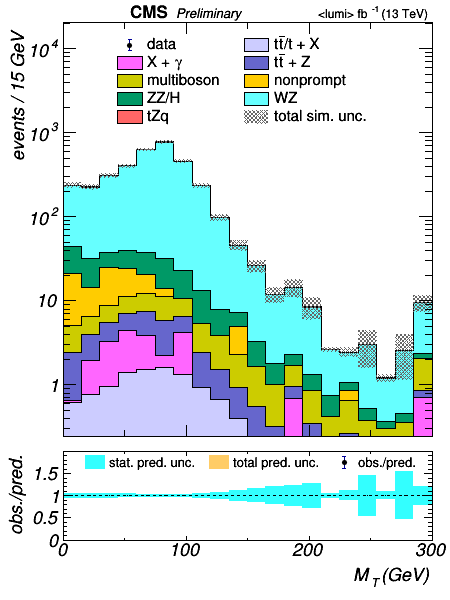 CMS Preliminary <lumi> fb⁻¹ (13 TeV)
events / 15 GeV
10⁴
10³
10²
10
1
data
tt̄/t + X
X + γ
tt̄ + Z
multiboson
nonprompt
ZZ/H
WZ
tZq
total sim. unc.
obs./pred.
1.5
1
0.5
0
stat. pred. unc.
total pred. unc.
obs./pred.
0 100 200 300
M_T (GeV)